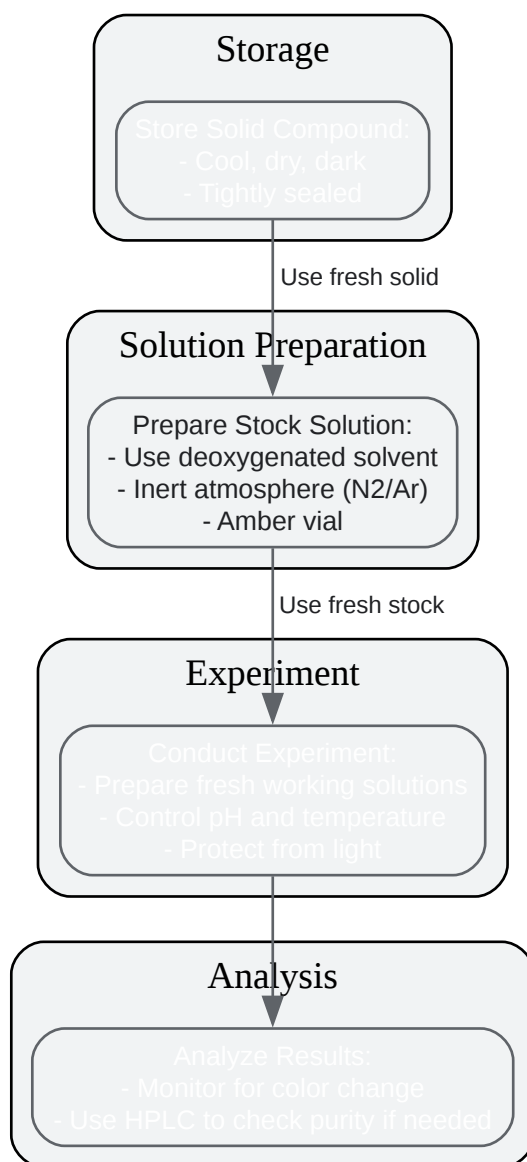 Storage
Store Solid Compound:
- Cool, dry, dark
- Tightly sealed
Use fresh solid
Solution Preparation
Prepare Stock Solution:
- Use deoxygenated solvent
- Inert atmosphere (N2/Ar)
- Amber vial
Use fresh stock
Experiment
Conduct Experiment:
- Prepare fresh working solutions
- Control pH and temperature
- Protect from light
Analysis
Analyze Results:
- Monitor for color change
- Use HPLC to check purity if needed